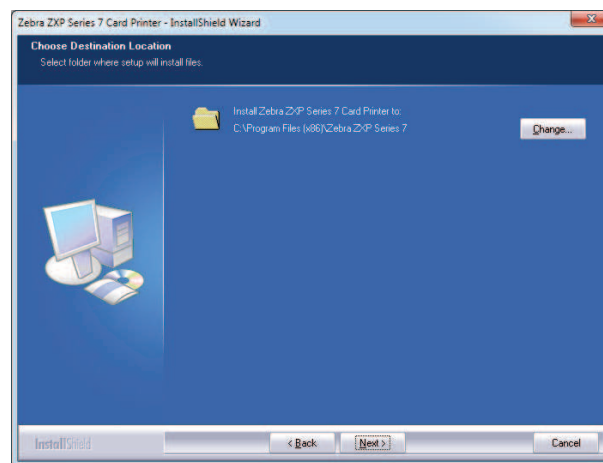 Zebra ZXP Series 7 Card Printer - InstallShield Wizard
Choose Destination Location
Select folder where setup will install files.
Install Zebra ZXP Series 7 Card Printer to:
C:\Program Files (x86)\Zebra ZXP Series 7
Change...
InstallShield
< Back
Next >
Cancel